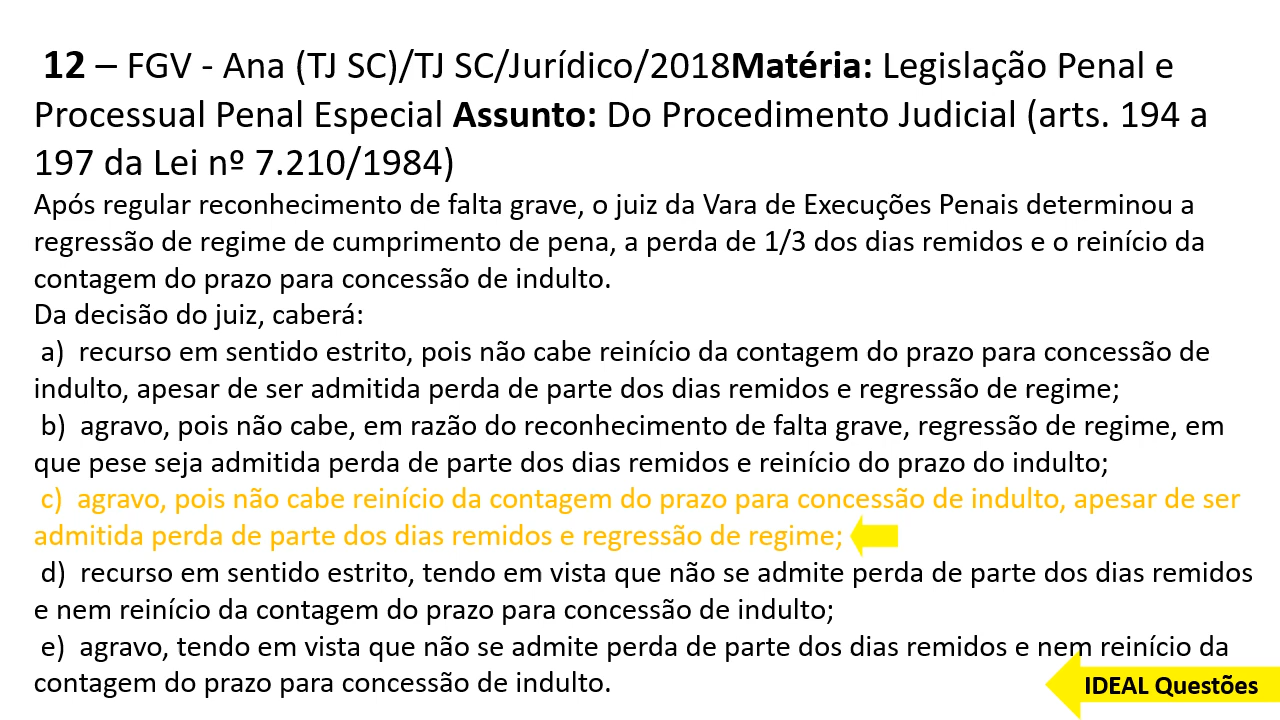 12 – FGV - Ana (TJ SC)/TJ SC/Jurídico/2018Matéria: Legislação Penal e
Processual Penal Especial Assunto: Do Procedimento Judicial (arts. 194 a
197 da Lei nº 7.210/1984)
Após regular reconhecimento de falta grave, o juiz da Vara de Execuções Penais determinou a
regressão de regime de cumprimento de pena, a perda de 1/3 dos dias remidos e o reinício da
contagem do prazo para concessão de indulto.
Da decisão do juiz, caberá:
a) recurso em sentido estrito, pois não cabe reinício da contagem do prazo para concessão de
indulto, apesar de ser admitida perda de parte dos dias remidos e regressão de regime;
b) agravo, pois não cabe, em razão do reconhecimento de falta grave, regressão de regime, em
que pese seja admitida perda de parte dos dias remidos e reinício do prazo do indulto;
c) agravo, pois não cabe reinício da contagem do prazo para concessão de indulto, apesar de ser
admitida perda de parte dos dias remidos e regressão de regime;
d) recurso em sentido estrito, tendo em vista que não se admite perda de parte dos dias remidos
e nem reinício da contagem do prazo para concessão de indulto;
e) agravo, tendo em vista que não se admite perda de parte dos dias remidos e nem reinício da
contagem do prazo para concessão de indulto.
IDEAL Questões